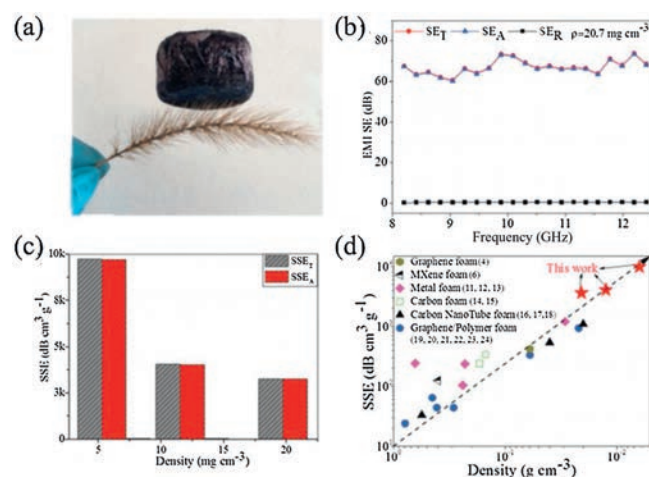 (a)
(b)
SE_T SE_A SE_R ρ=20.7 mg cm⁻³
EMI SE (dB)
80
60
40
20
0
8 9 10 11 12
Frequency (GHz)
(c)
SSE_T
SSE_A
SSE (dB cm³ g⁻¹)
10k
8k
5k
3k
0
5 10 15 20
Density (mg cm⁻³)
(d)
Graphene foam (4)
MXene foam (6)
Metal foam (11, 12, 13)
Carbon foam (14, 15)
Carbon NanoTube foam (16, 17,18)
Graphene/Polymer foam
(19, 20, 21, 22, 23, 24)
This work
SSE (dB cm³ g⁻¹)
Density (g cm⁻³)